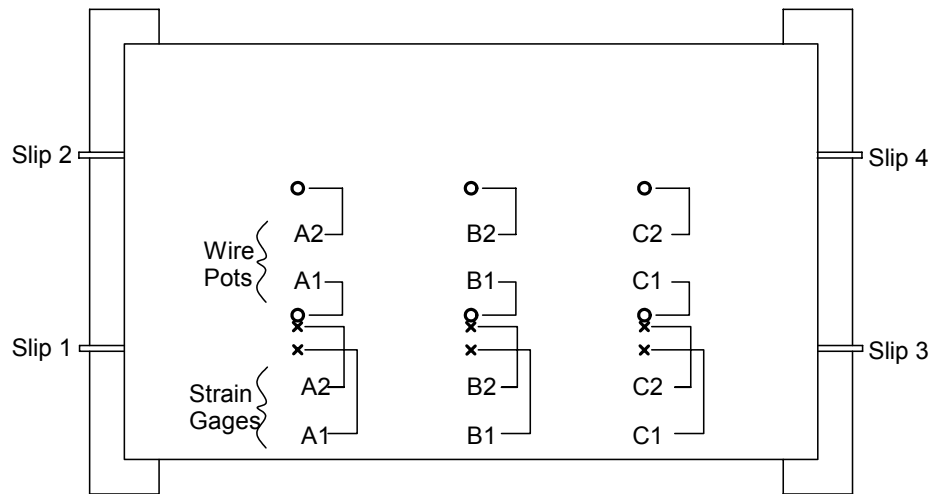 Slip 2
Slip 4
A2
B2
C2
Wire
Pots
A1
B1
C1
Slip 1
Slip 3
A2
B2
C2
Strain
Gages
A1
B1
C1